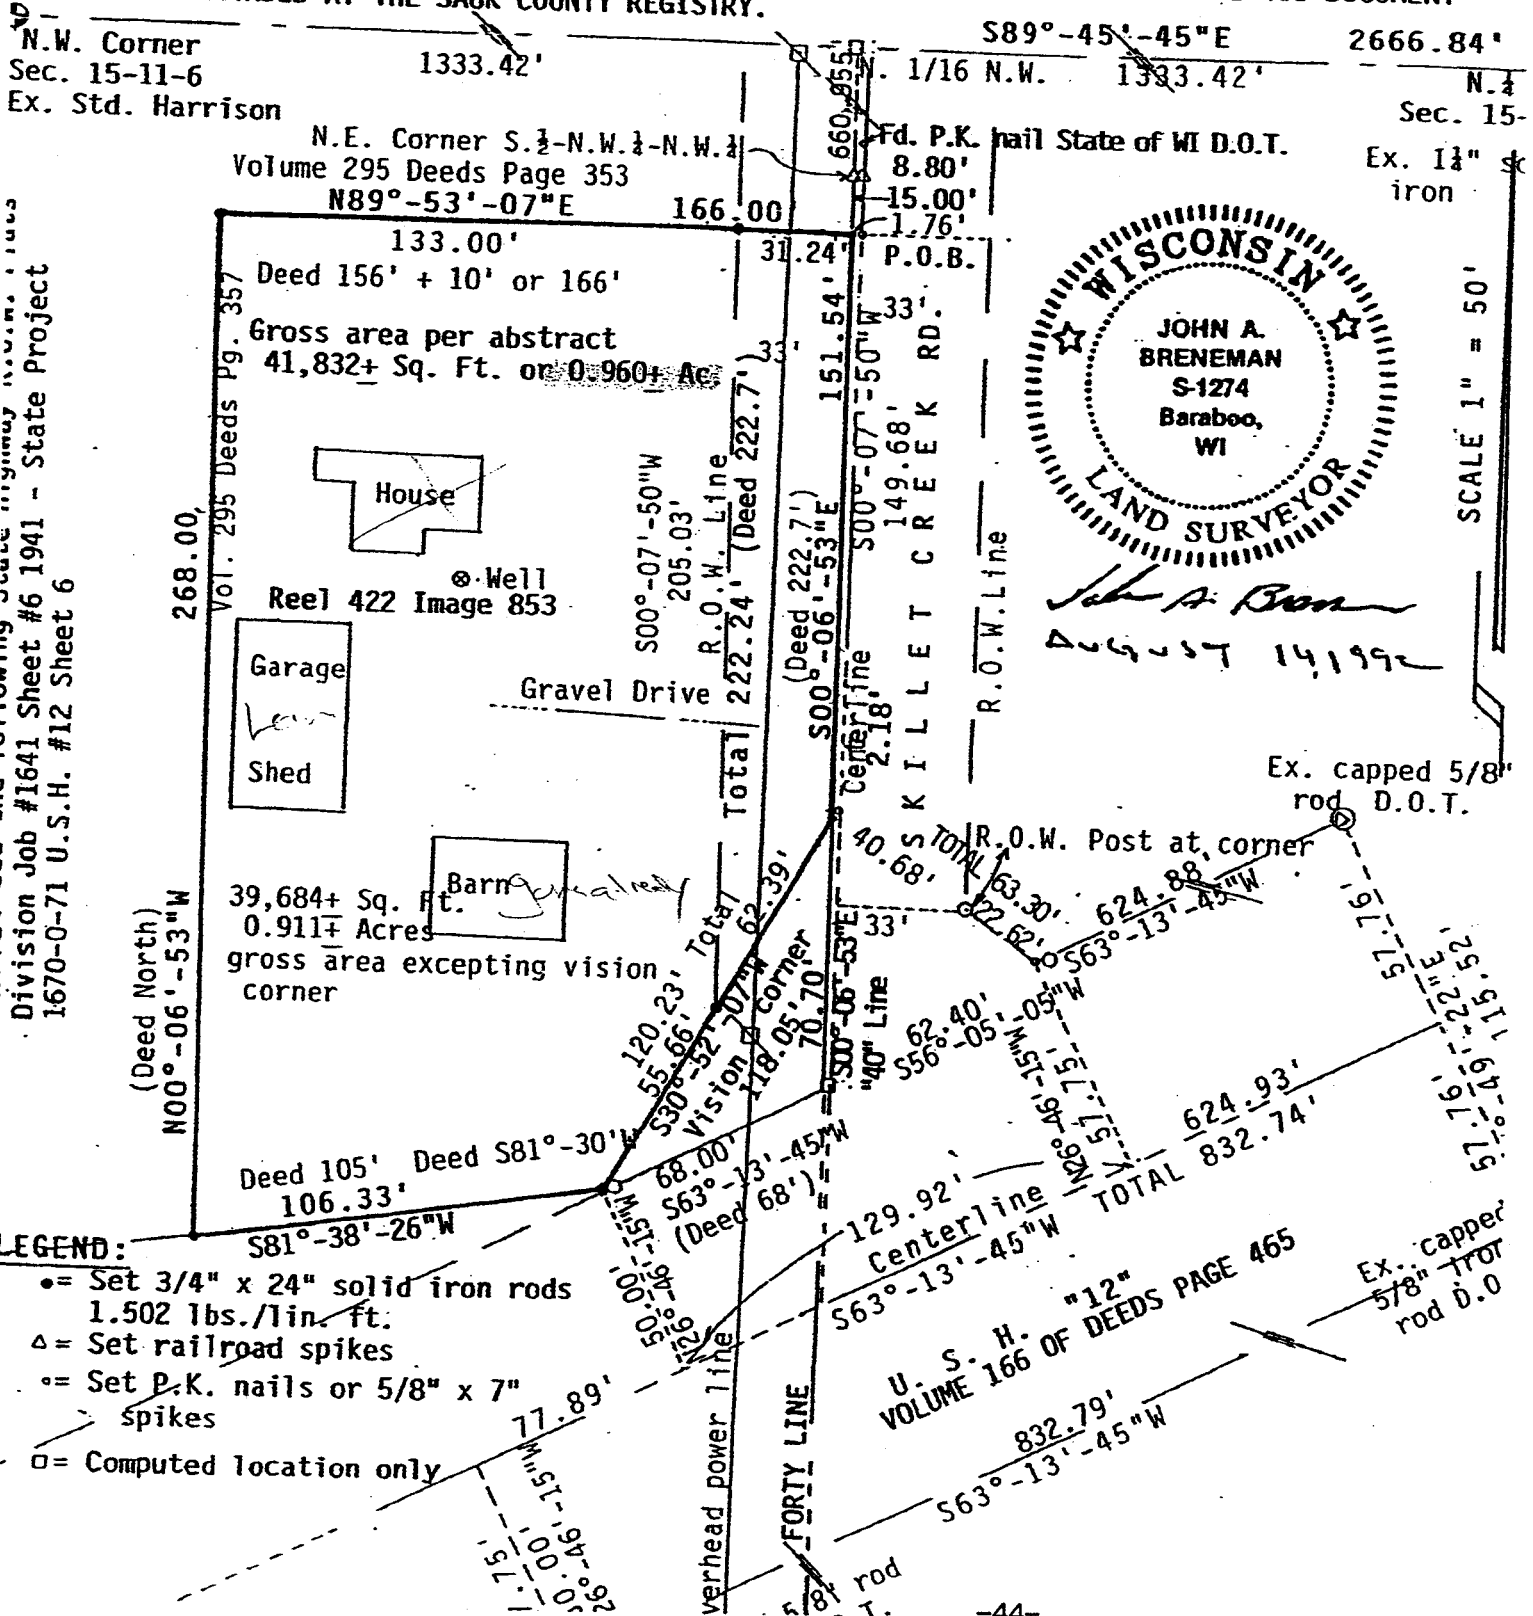 THE SAUK COUNTY REGISTRY.
DOCUMENT
N.W. Corner
Sec. 15-11-6
Ex. Std. Harrison
1333.42'
S89°-45'-45"E
2666.84'
N. 1/16 N.W.
1333.42'
N.¼
Sec. 15-
Ex. 1¼"
iron
660.955'
N.E. Corner S.½-N.W.¼-N.W.¼
Volume 295 Deeds Page 353
Fd. P.K. nail State of WI D.O.T.
8.80'
15.00'
1.76'
P.O.B.
N89°-53'-07"E
166.00
133.00'
31.24'
Deed 156' + 10' or 166'
Gross area per abstract
41,832+ Sq. Ft. or 0.960+ Ac.
33'
33'
Vol. 295 Deeds Pg. 357
268.00'
(Deed North)
N00°-06'-53"W
Division Job #1641 Sheet #6 1941 - State Project
1670-0-71 U.S.H. #12 Sheet 6
House
Well
Reel 422 Image 853
Garage
Shed
Gravel Drive
Barn
gone already
39,684+ Sq. Ft.
0.911+ Acres
gross area excepting vision
corner
S00°-07'-50"W
205.03'
R.O.W. Line
Total 222.24' (Deed 222.7')
(Deed 222.7')
151.54'
S00°-06'-53"E
S00°-07'-50"W
149.68'
Centerline
2.18'
SKILLET CREEK RD.
R.O.W.Line
WISCONSIN
JOHN A.
BRENEMAN
S-1274
Baraboo,
WI
LAND SURVEYOR
AUGUST 14, 1992
SCALE 1" = 50'
Ex. capped 5/8"
rod D.O.T.
R.O.W. Post at corner
40.68'
TOTAL 63.30'
22.62'
33'
624.88'
S63°-13'-45"W
57.76'
115.52'
57.76'
120.23' Total
62.39'
55.66'
S30°-52'-07"W
Vision corner
118.05'
70.70'
S00°-06'-53"E
"40" Line
62.40'
S56°-05'-05"W
N26°-46'-15"W
57.75'
624.93'
TOTAL 832.74'
Deed 105' Deed S81°-30'W
106.33'
S81°-38'-26"W
68.00'
S63°-13'-45"W
(Deed 68')
129.92'
Centerline
S63°-13'-45"W
50.00'
N26°-46'-15"W
LEGEND:
●= Set 3/4" x 24" solid iron rods
1.502 lbs./lin. ft.
△= Set railroad spikes
○= Set P.K. nails or 5/8" x 7"
spikes
□= Computed location only
77.89'
overhead power line
FORTY LINE
U. S. H. "12"
VOLUME 166 OF DEEDS PAGE 465
832.79'
S63°-13'-45"W
Ex. capped
5/8" iron
rod D.O
5/8' rod
-44-